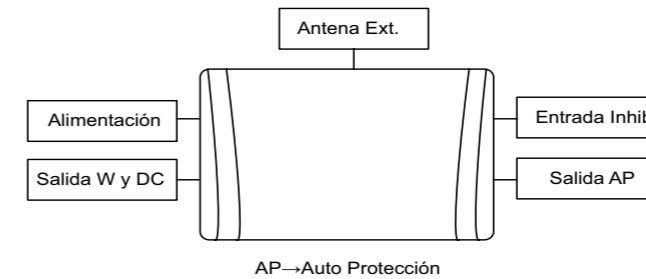 Antena Ext.
Alimentación
Entrada Inhib
Salida W y DC
Salida AP
AP→Auto Protección